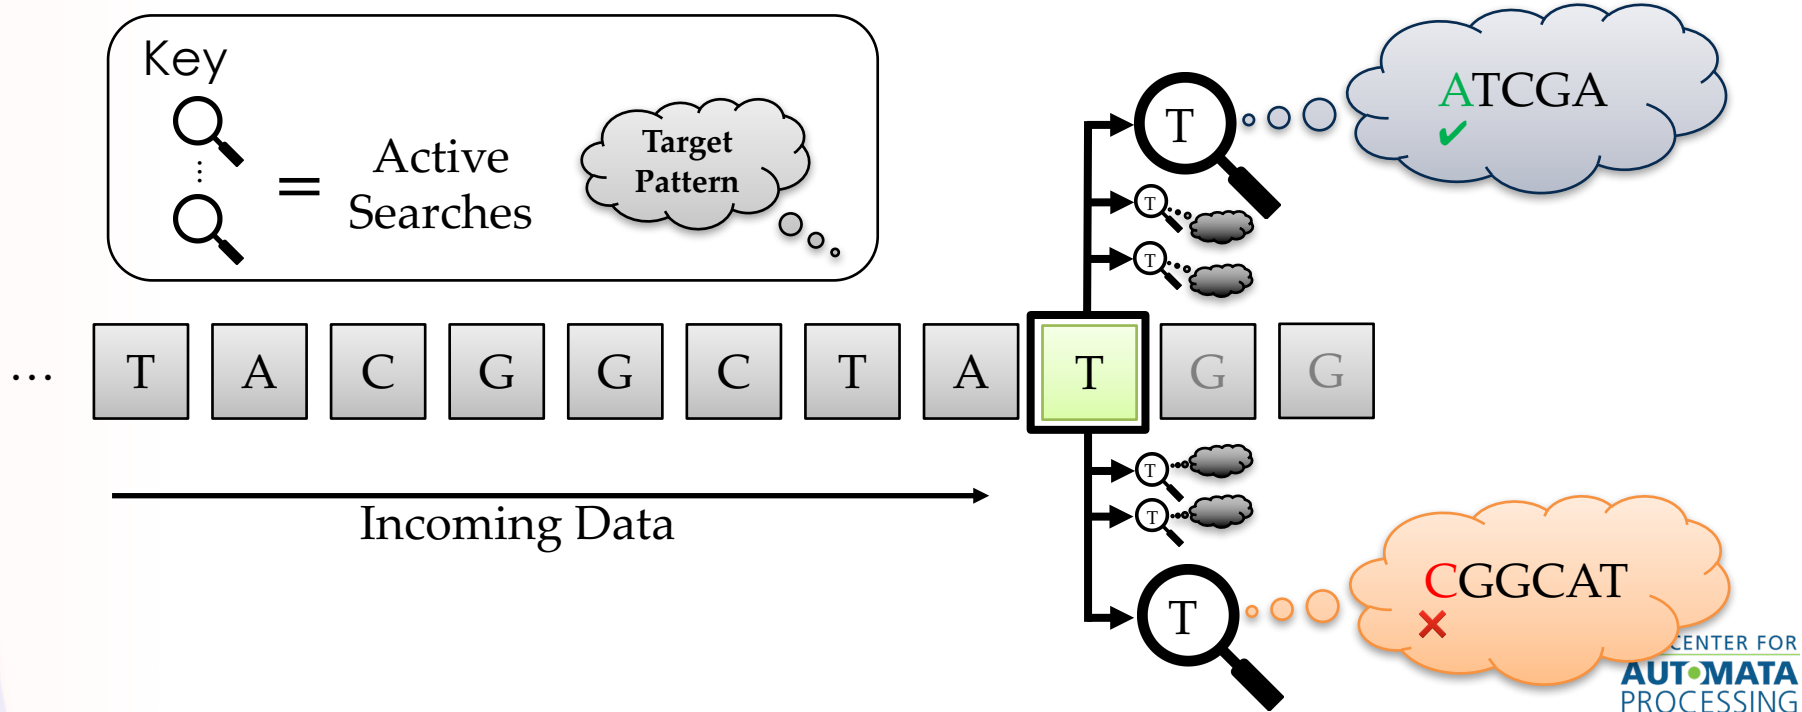 Key
Active
Searches
=
Target
Pattern
T
T
T
ATCGA
✔
... T A C G G C T A T G G
Incoming Data
T
T
T
CGGCAT
✕
CENTER FOR
AUTOMATA
PROCESSING